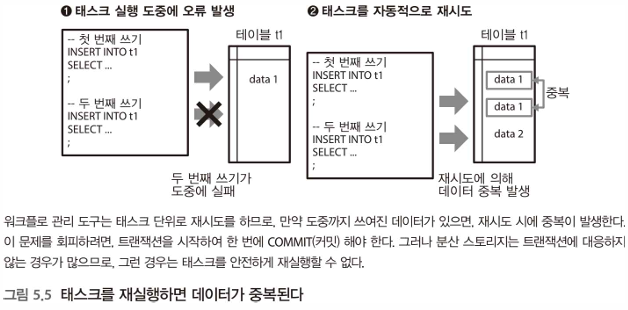 ❶ 태스크 실행 도중에 오류 발생
-- 첫 번째 쓰기
INSERT INTO t1
SELECT ...
;
-- 두 번째 쓰기
INSERT INTO t1
SELECT ...
;
테이블 t1
data 1
두 번째 쓰기가
도중에 실패
❷ 태스크를 자동적으로 재시도
-- 첫 번째 쓰기
INSERT INTO t1
SELECT ...
;
-- 두 번째 쓰기
INSERT INTO t1
SELECT ...
;
테이블 t1
data 1
data 1
중복
data 2
재시도에 의해
데이터 중복 발생
워크플로 관리 도구는 태스크 단위로 재시도를 하므로, 만약 도중까지 쓰여진 데이터가 있으면, 재시도 시에 중복이 발생한다.
이 문제를 회피하려면, 트랜잭션을 시작하여 한 번에 COMMIT(커밋) 해야 한다. 그러나 분산 스토리지는 트랜잭션에 대응하지
않는 경우가 많으므로, 그런 경우는 태스크를 안전하게 재실행할 수 없다.
그림 5.5 태스크를 재실행하면 데이터가 중복된다